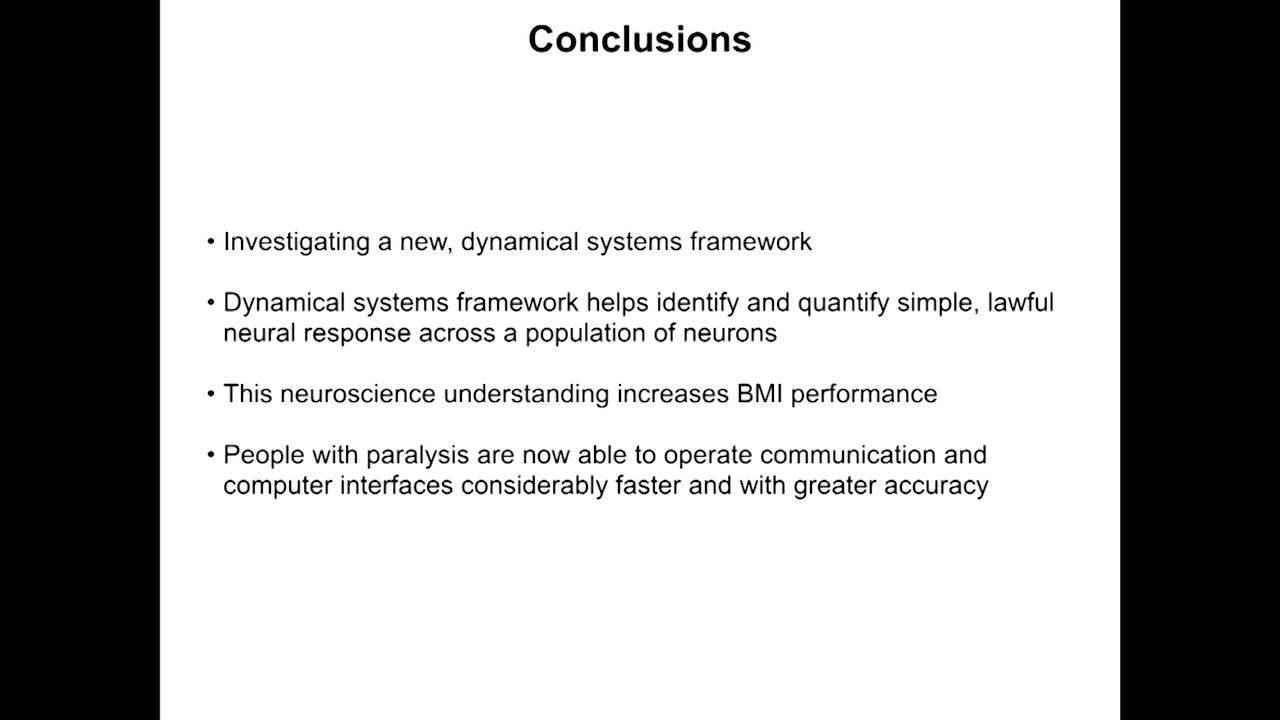 Conclusions
• Investigating a new, dynamical systems framework
• Dynamical systems framework helps identify and quantify simple, lawful
neural response across a population of neurons
• This neuroscience understanding increases BMI performance
• People with paralysis are now able to operate communication and
computer interfaces considerably faster and with greater accuracy